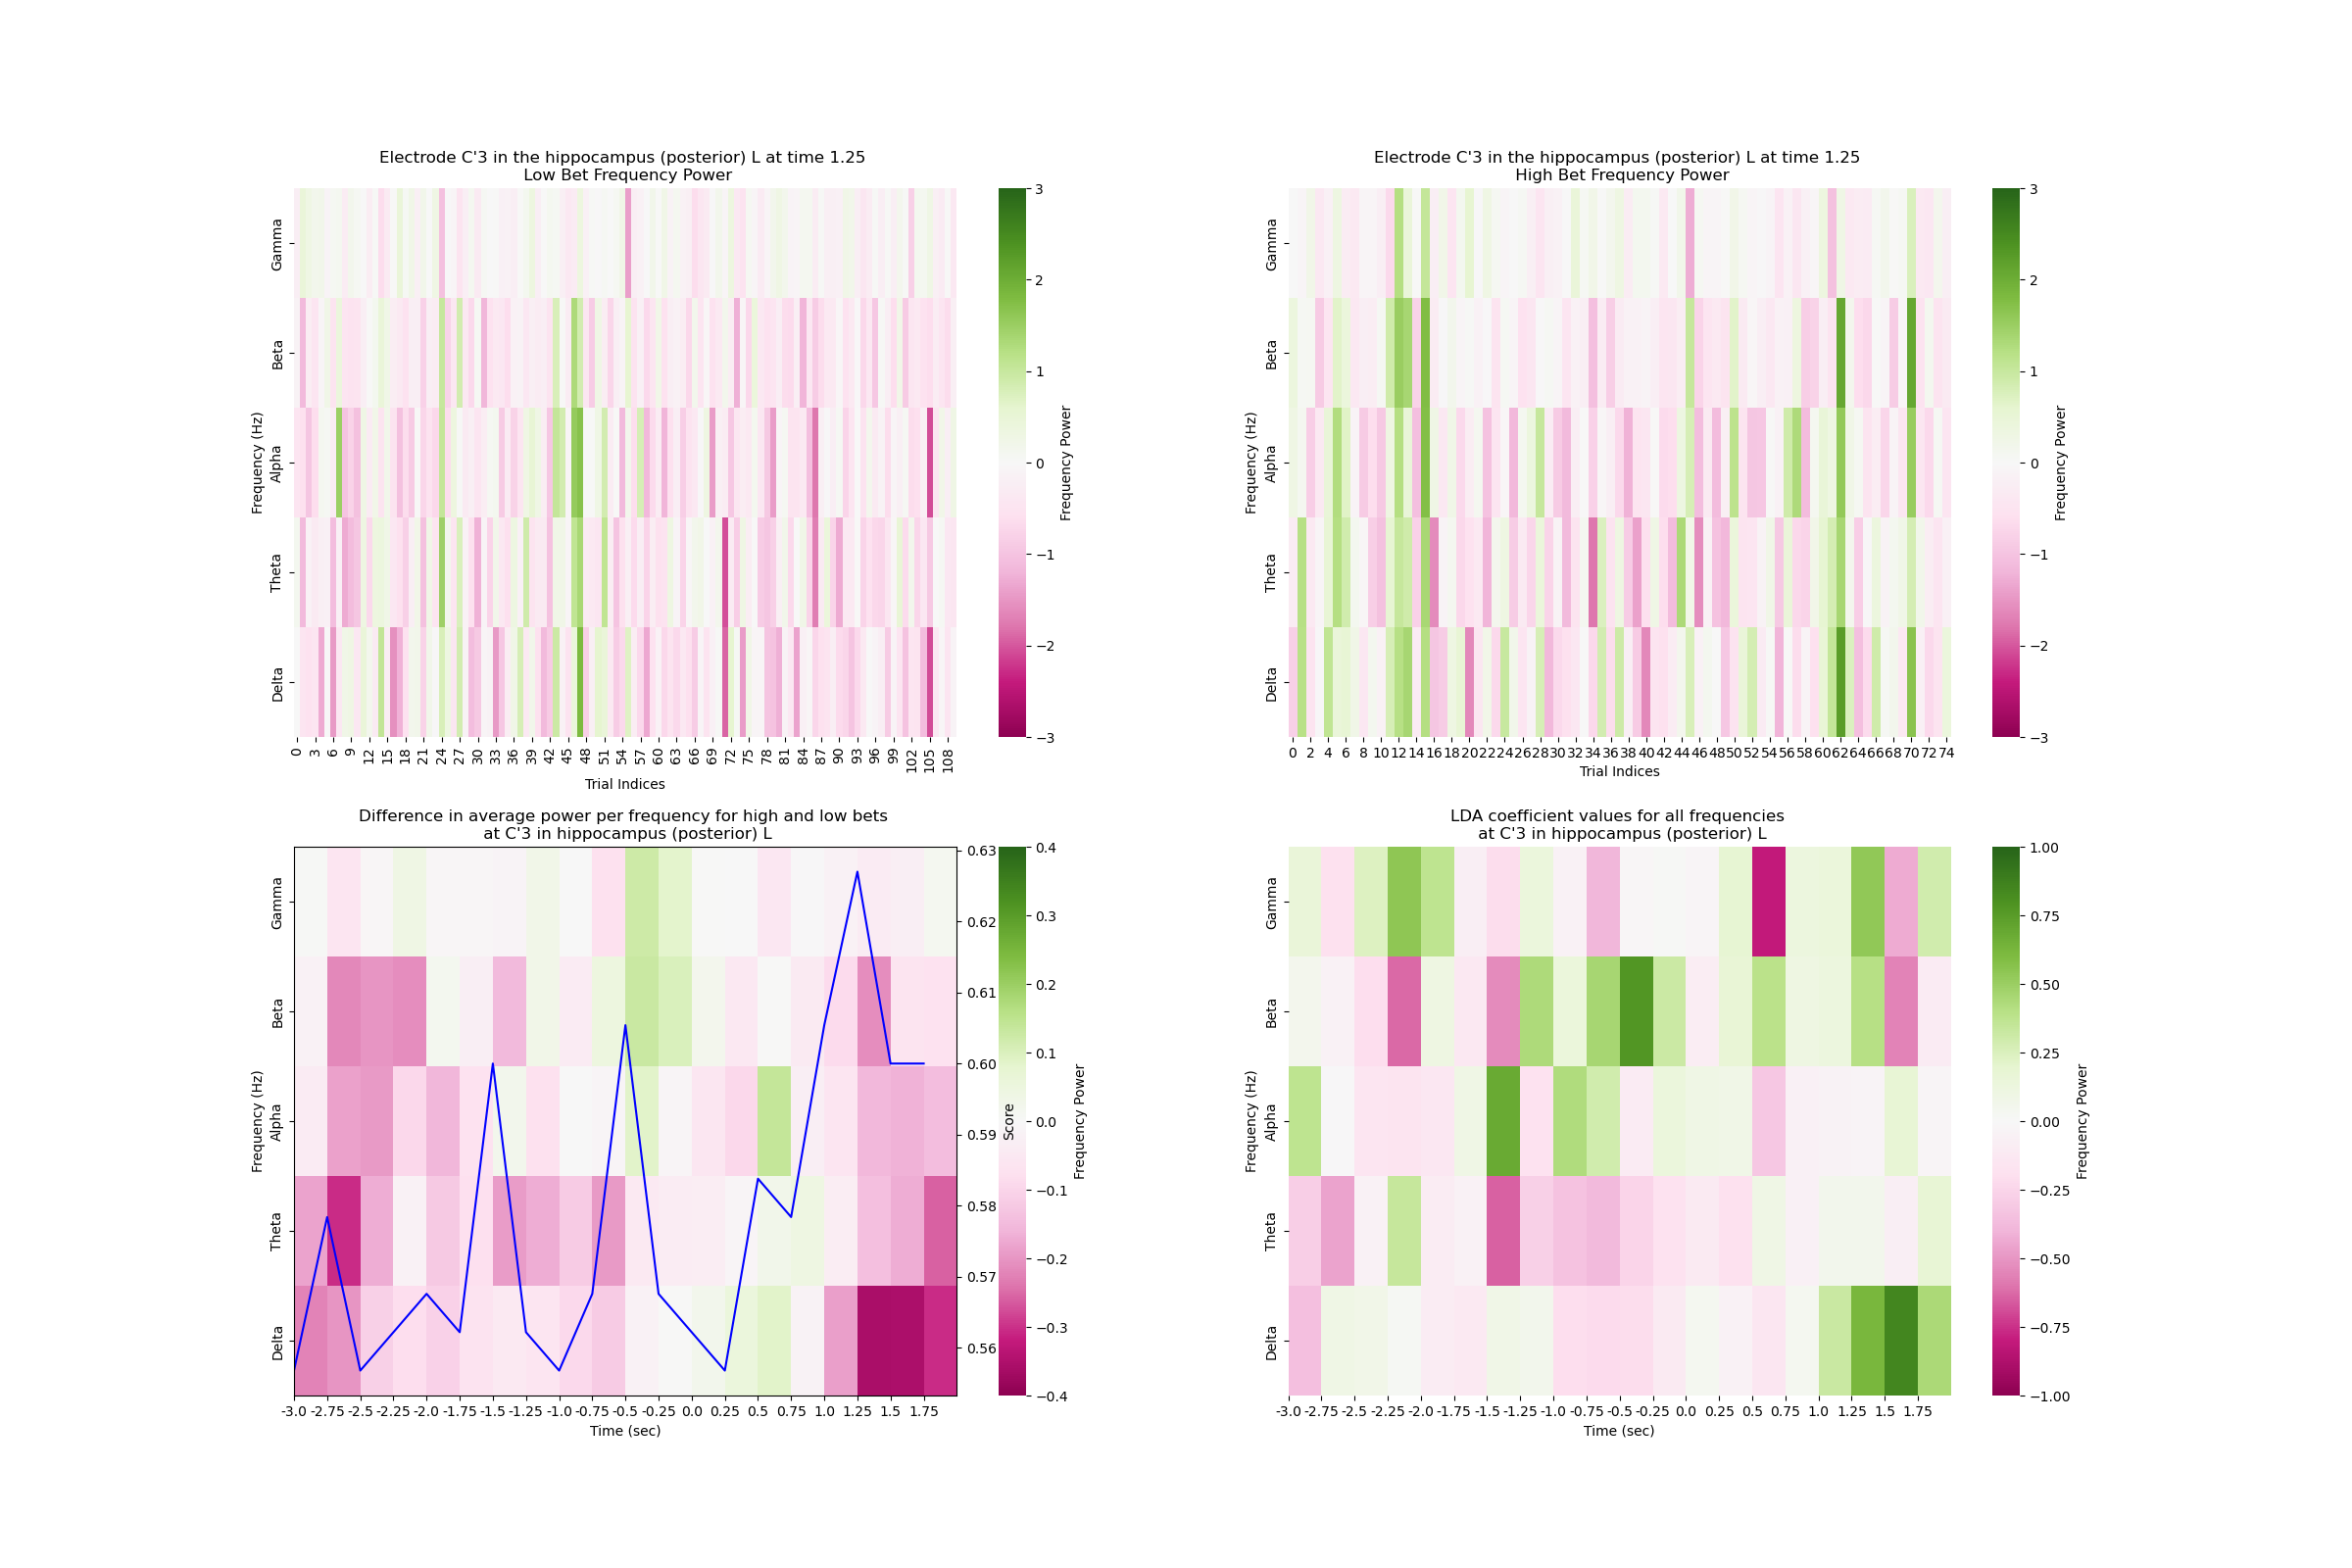 Electrode C'3 in the hippocampus (posterior) L at time 1.25
Low Bet Frequency Power
Frequency (Hz)
Gamma
Beta
Alpha
Theta
Delta
0 3 6 9 12 15 18 21 24 27 30 33 36 39 42 45 48 51 54 57 60 63 66 69 72 75 78 81 84 87 90 93 96 99 102 105 108
Trial Indices
3
2
1
0
−1
−2
−3
Frequency Power
Electrode C'3 in the hippocampus (posterior) L at time 1.25
High Bet Frequency Power
Frequency (Hz)
Gamma
Beta
Alpha
Theta
Delta
0 2 4 6 8 10 12 14 16 18 20 22 24 26 28 30 32 34 36 38 40 42 44 46 48 50 52 54 56 58 60 62 64 66 68 70 72 74
Trial Indices
3
2
1
0
−1
−2
−3
Frequency Power
Difference in average power per frequency for high and low bets
at C'3 in hippocampus (posterior) L
Frequency (Hz)
Gamma
Beta
Alpha
Theta
Delta
-3.0 -2.75 -2.5 -2.25 -2.0 -1.75 -1.5 -1.25 -1.0 -0.75 -0.5 -0.25 0.0 0.25 0.5 0.75 1.0 1.25 1.5 1.75
Time (sec)
0.63
0.62
0.61
0.60
0.59
0.58
0.57
0.56
Score
0.4
0.3
0.2
0.1
0.0
−0.1
−0.2
−0.3
−0.4
Frequency Power
LDA coefficient values for all frequencies
at C'3 in hippocampus (posterior) L
Frequency (Hz)
Gamma
Beta
Alpha
Theta
Delta
-3.0 -2.75 -2.5 -2.25 -2.0 -1.75 -1.5 -1.25 -1.0 -0.75 -0.5 -0.25 0.0 0.25 0.5 0.75 1.0 1.25 1.5 1.75
Time (sec)
1.00
0.75
0.50
0.25
0.00
−0.25
−0.50
−0.75
−1.00
Frequency Power